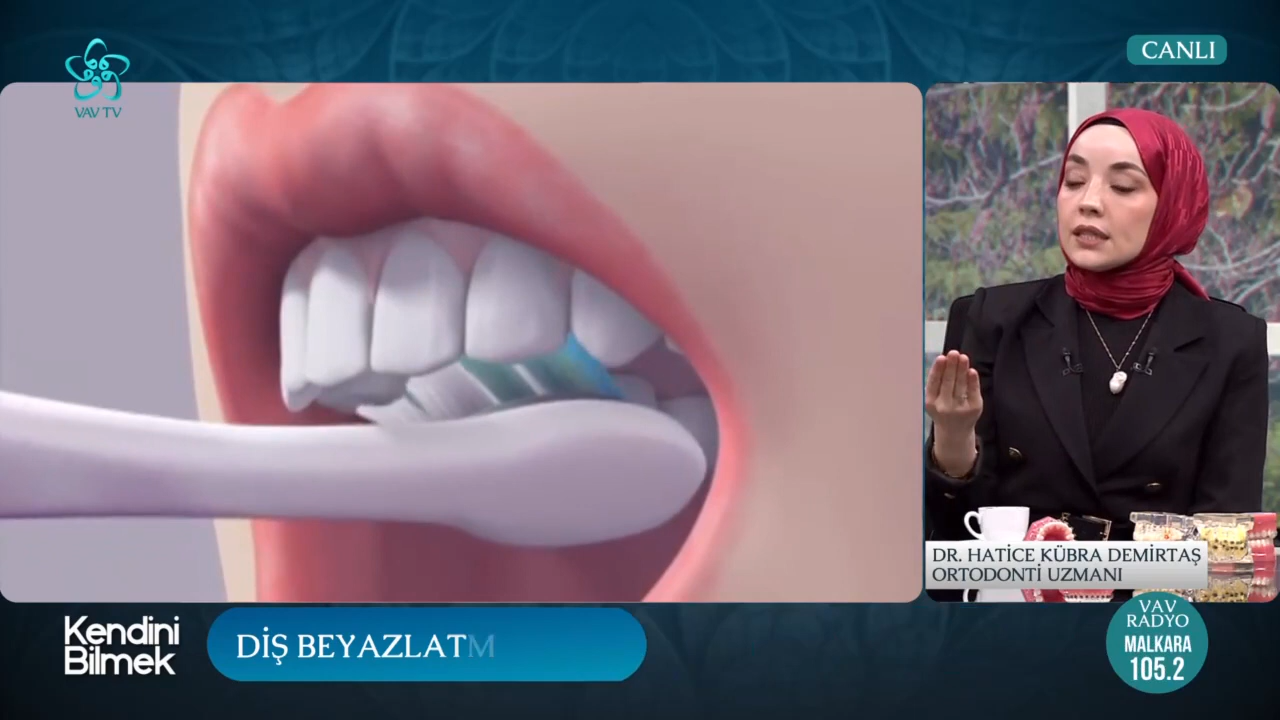 VAV TV
CANLI
DR. HATİCE KÜBRA DEMİRTAŞ
ORTODONTİ UZMANI
Kendini
Bilmek
DİŞ BEYAZLATM
VAV
RADYO
MALKARA
105.2